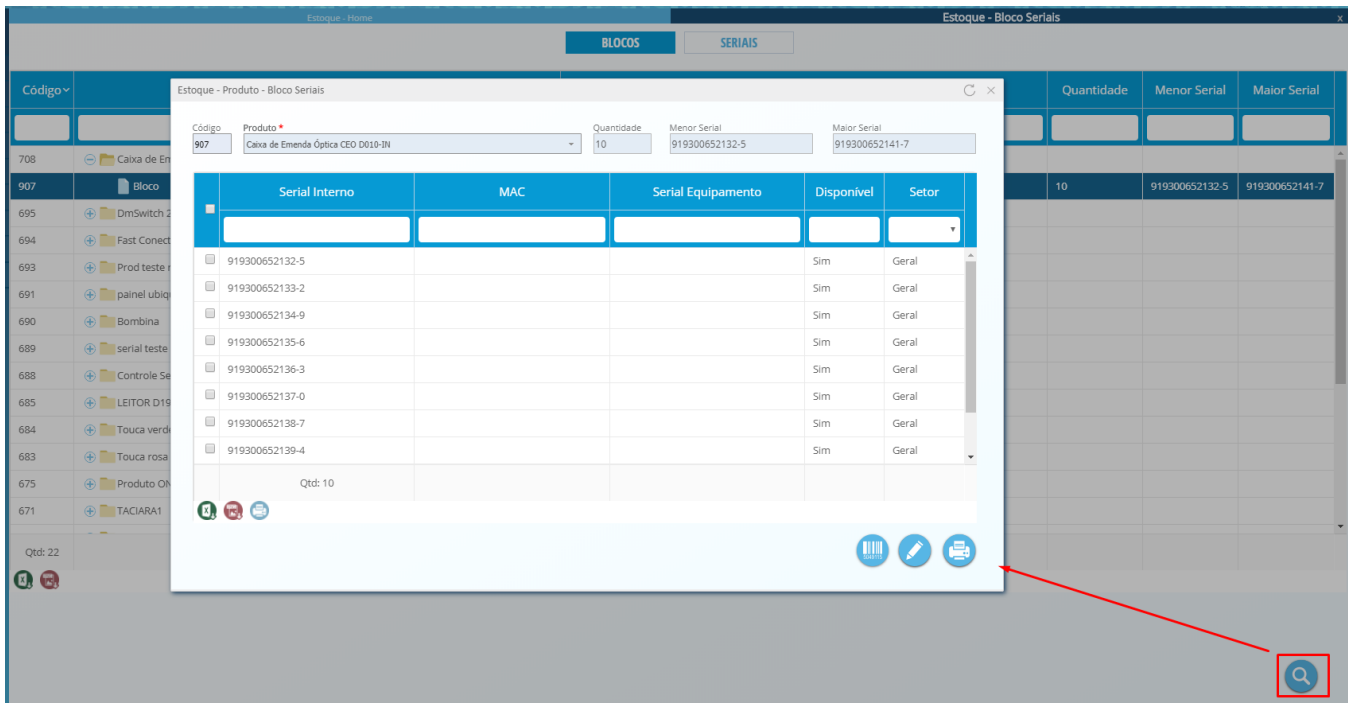 Estoque - Home
Estoque - Bloco Seriais x
BLOCOS SERIAIS
Código Quantidade Menor Serial Maior Serial
Estoque - Produto - Bloco Seriais
Código Produto * Quantidade Menor Serial Maior Serial
907 Caixa de Emenda Óptica CEO D010-IN 10 919300652132-5 919300652141-7
Serial Interno MAC Serial Equipamento Disponível Setor
919300652132-5 Sim Geral
919300652133-2 Sim Geral
919300652134-9 Sim Geral
919300652135-6 Sim Geral
919300652136-3 Sim Geral
919300652137-0 Sim Geral
919300652138-7 Sim Geral
919300652139-4 Sim Geral
Qtd: 10
708 Caixa de Em
907 Bloco 10 919300652132-5 919300652141-7
695 DmSwitch 2
694 Fast Conect
693 Prod teste
691 painel ubiq
690 Bombina
689 serial teste
688 Controle Se
685 LEITOR D19
684 Touca verd
683 Touca rosa
675 Produto ON
671 TACIARA1
Qtd: 22